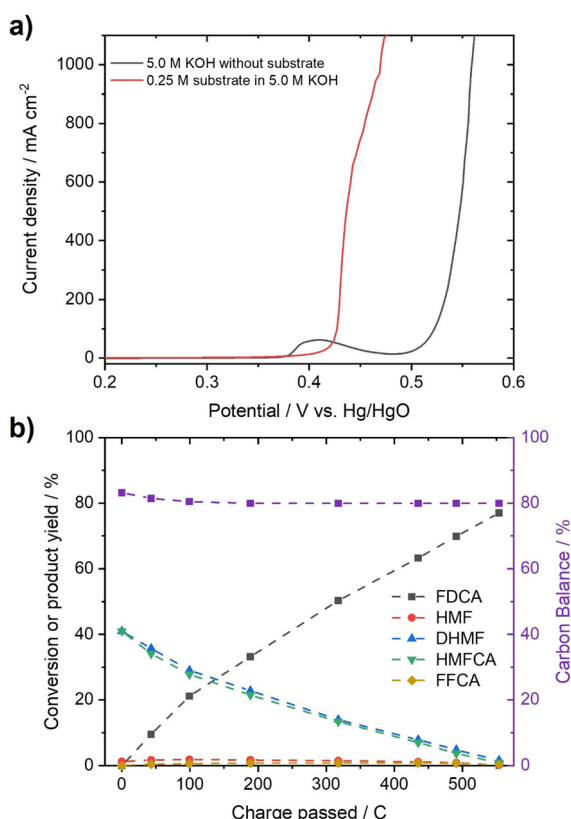 a)
1000
800
600
400
200
0
Current density / mA cm⁻²
5.0 M KOH without substrate
0.25 M substrate in 5.0 M KOH
0.2 0.3 0.4 0.5 0.6
Potential / V vs. Hg/HgO
b)
100
80
60
40
20
0
Conversion or product yield / %
FDCA
HMF
DHMF
HMFCA
FFCA
100
80
60
40
20
0
Carbon Balance / %
0 100 200 300 400 500
Charge passed / C